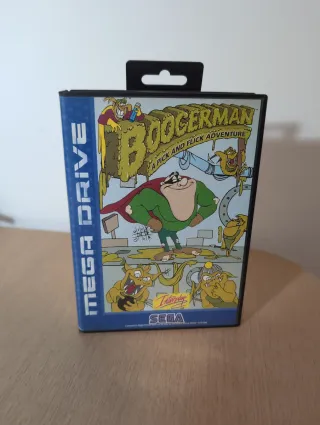 BOOGERMAN
A PICK AND FLICK ADVENTURE
MEGA DRIVE
Interplay
SEGA